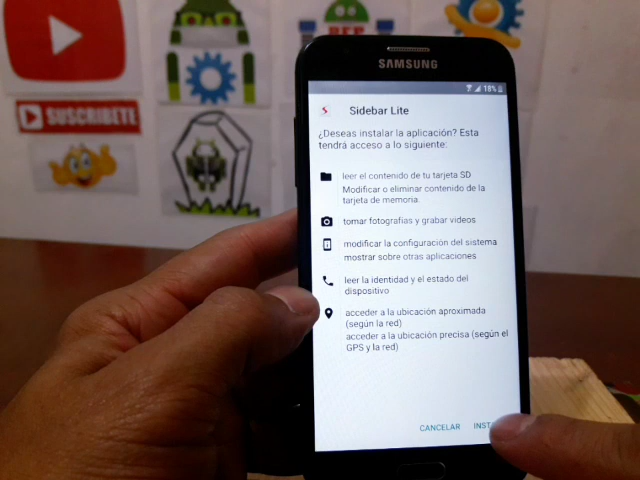 SUSCRIBETE
SAMSUNG
18%
Sidebar Lite
¿Deseas instalar la aplicación? Esta
tendrá acceso a lo siguiente:
leer el contenido de tu tarjeta SD
Modificar o eliminar contenido de la
tarjeta de memoria.
tomar fotografías y grabar videos
modificar la configuración del sistema
mostrar sobre otras aplicaciones
leer la identidad y el estado del
dispositivo
acceder a la ubicación aproximada
(según la red)
acceder a la ubicación precisa (según el
GPS y la red)
CANCELAR INST